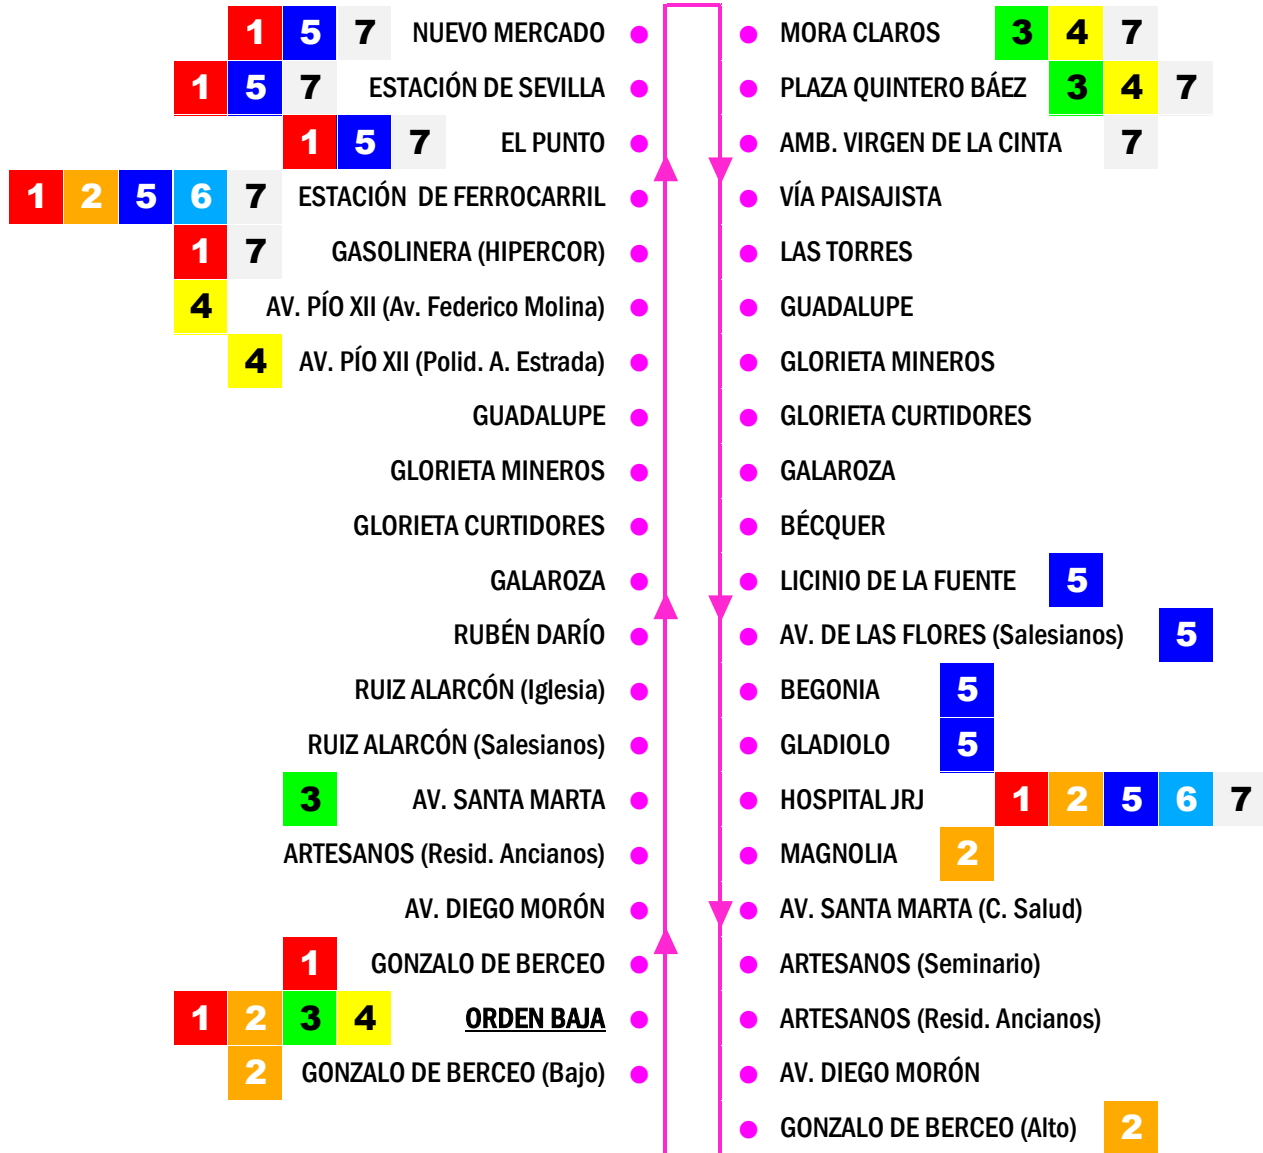 1 5 7 NUEVO MERCADO
1 5 7 ESTACIÓN DE SEVILLA
1 5 7 EL PUNTO
1 2 5 6 7 ESTACIÓN DE FERROCARRIL
1 7 GASOLINERA (HIPERCOR)
4 AV. PÍO XII (Av. Federico Molina)
4 AV. PÍO XII (Polid. A. Estrada)
GUADALUPE
GLORIETA MINEROS
GLORIETA CURTIDORES
GALAROZA
RUBÉN DARÍO
RUIZ ALARCÓN (Iglesia)
RUIZ ALARCÓN (Salesianos)
3 AV. SANTA MARTA
ARTESANOS (Resid. Ancianos)
AV. DIEGO MORÓN
1 GONZALO DE BERCEO
1 2 3 4 ORDEN BAJA
2 GONZALO DE BERCEO (Bajo)
MORA CLAROS 3 4 7
PLAZA QUINTERO BÁEZ 3 4 7
AMB. VIRGEN DE LA CINTA 7
VÍA PAISAJISTA
LAS TORRES
GUADALUPE
GLORIETA MINEROS
GLORIETA CURTIDORES
GALAROZA
BÉCQUER
LICINIO DE LA FUENTE 5
AV. DE LAS FLORES (Salesianos) 5
BEGONIA 5
GLADIOLO 5
HOSPITAL JRJ 1 2 5 6 7
MAGNOLIA 2
AV. SANTA MARTA (C. Salud)
ARTESANOS (Seminario)
ARTESANOS (Resid. Ancianos)
AV. DIEGO MORÓN
GONZALO DE BERCEO (Alto) 2